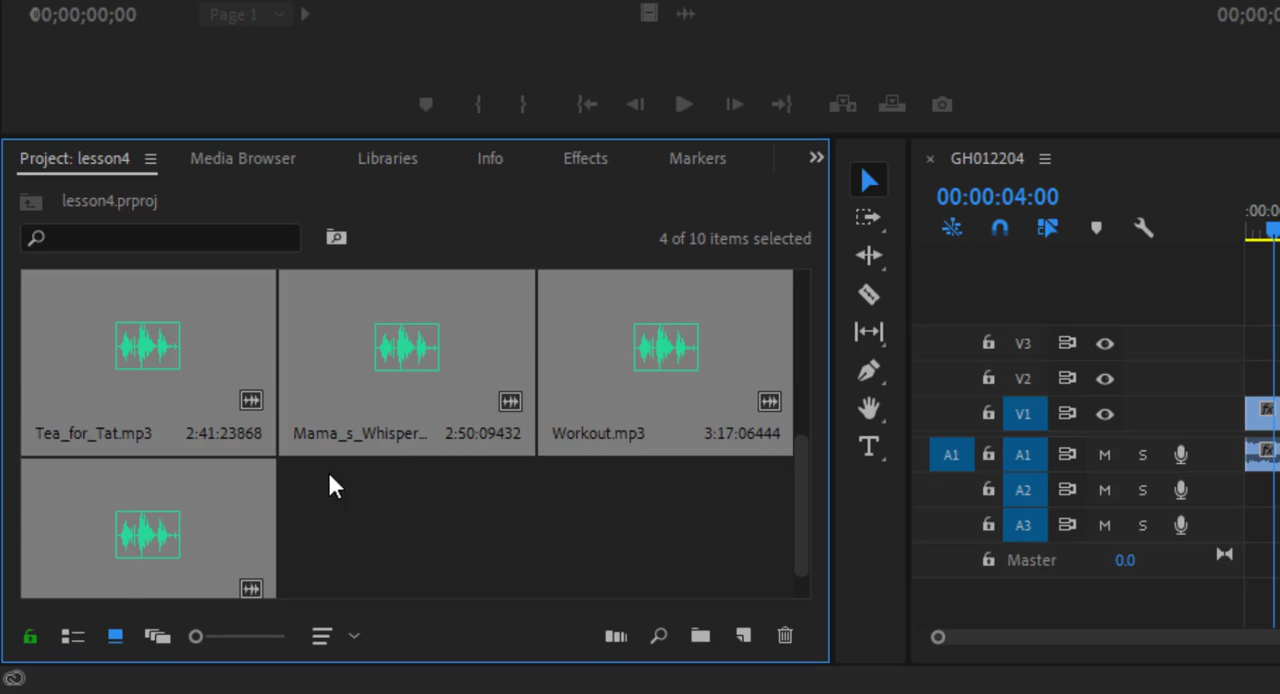 00;00;00;00 Page 1 00;00;0
Project: lesson4 Media Browser Libraries Info Effects Markers
GH012204
lesson4.prproj
00:00:04:00
:00:0
4 of 10 items selected
V3
V2
V1
Tea_for_Tat.mp3 2:41:23868 Mama_s_Whisper... 2:50:09432 Workout.mp3 3:17:06444
A1 A1 M S
A2 M S
A3 M S
Master 0.0